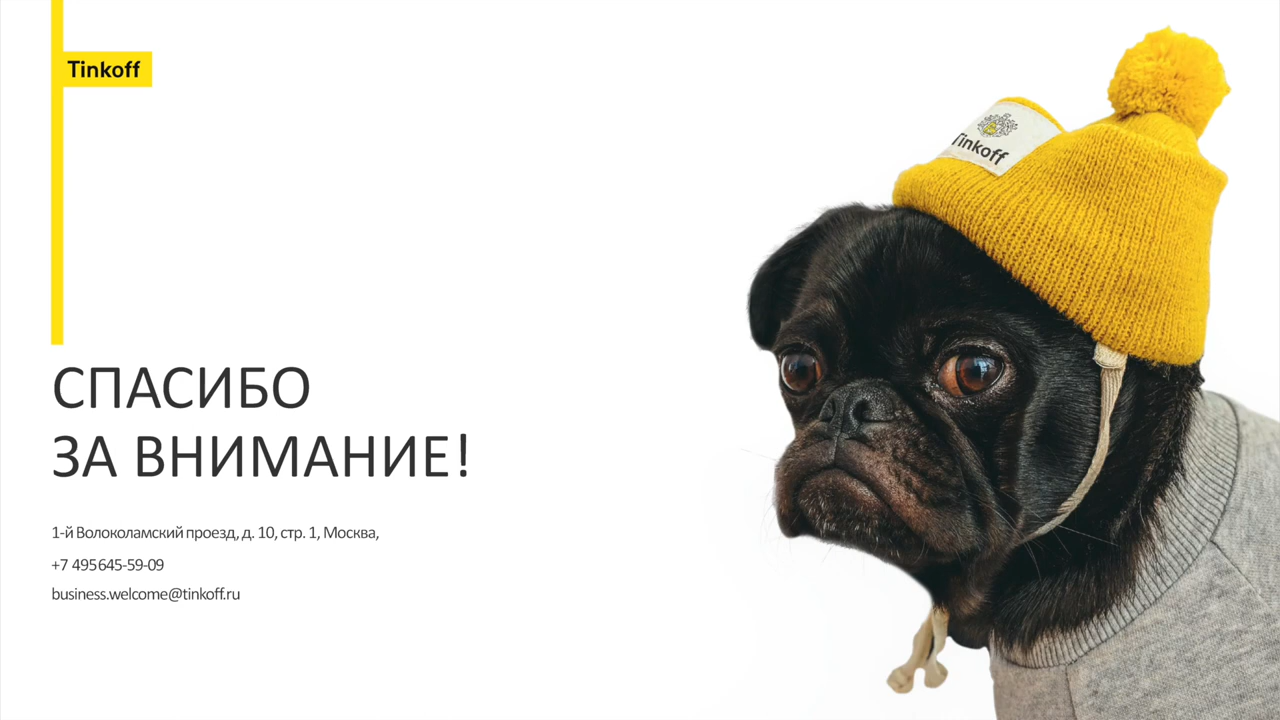 Tinkoff
Tinkoff
СПАСИБО
ЗА ВНИМАНИЕ!
1-й Волоколамский проезд, д. 10, стр. 1, Москва,
+7 495 645-59-09
business.welcome@tinkoff.ru